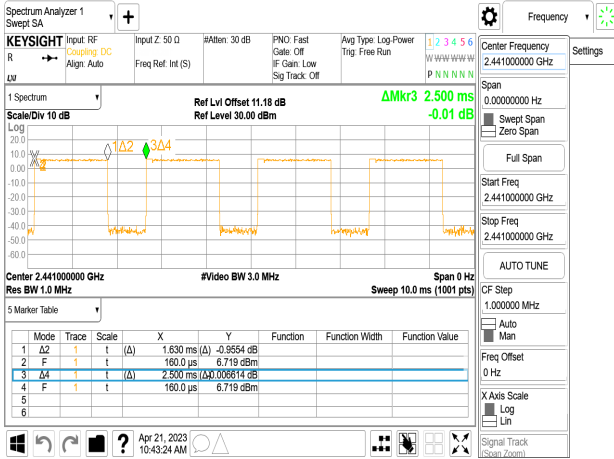 Spectrum Analyzer 1
Swept SA
Frequency
KEYSIGHT
R
Input: RF
Coupling: DC
Align: Auto
Input Z: 50 Ω
Freq Ref: Int (S)
#Atten: 30 dB
PNO: Fast
Gate: Off
IF Gain: Low
Sig Track: Off
Avg Type: Log-Power
Trig: Free Run
1 2 3 4 5 6
W W W W W W
P N N N N N
1 Spectrum
Scale/Div 10 dB
Log
Ref Lvl Offset 11.18 dB
Ref Level 30.00 dBm
ΔMkr3 2.500 ms
-0.01 dB
1Δ2
3Δ4
20.0
10.0
0.00
-10.0
-20.0
-30.0
-40.0
-50.0
-60.0
Center 2.441000000 GHz
Res BW 1.0 MHz
#Video BW 3.0 MHz
Span 0 Hz
Sweep 10.0 ms (1001 pts)
5 Marker Table
Mode Trace Scale X Y Function Function Width Function Value
1 Δ2 1 t (Δ) 1.630 ms (Δ) -0.9554 dB
2 F 1 t 160.0 µs 6.719 dBm
3 Δ4 1 t (Δ) 2.500 ms (Δ) 0.006614 dB
4 F 1 t 160.0 µs 6.719 dBm
5
6
Apr 21, 2023
10:43:24 AM
Center Frequency
2.441000000 GHz
Settings
Span
0.00000000 Hz
Swept Span
Zero Span
Full Span
Start Freq
2.441000000 GHz
Stop Freq
2.441000000 GHz
AUTO TUNE
CF Step
1.000000 MHz
Auto
Man
Freq Offset
0 Hz
X Axis Scale
Log
Lin
Signal Track
(Span Zoom)